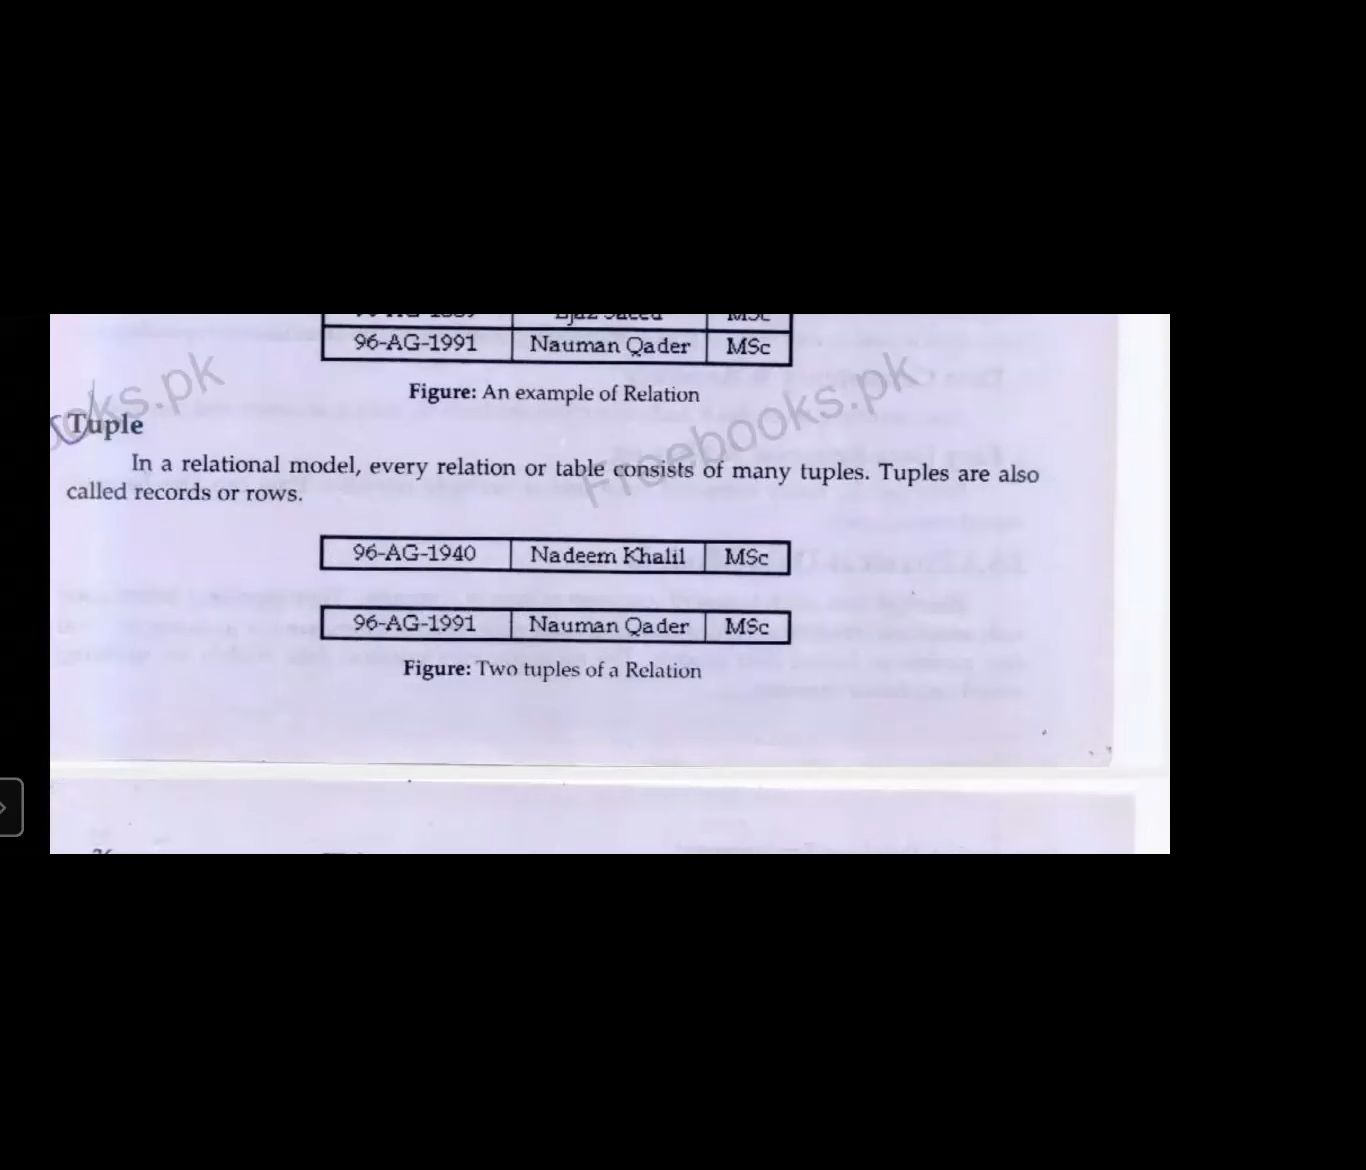 96-AG-1991 Nauman Qader MSc
Figure: An example of Relation
Tuple
In a relational model, every relation or table consists of many tuples. Tuples are also
called records or rows.
96-AG-1940 Nadeem Khalil MSc
96-AG-1991 Nauman Qader MSc
Figure: Two tuples of a Relation
Freebooks.pk
ooks.pk